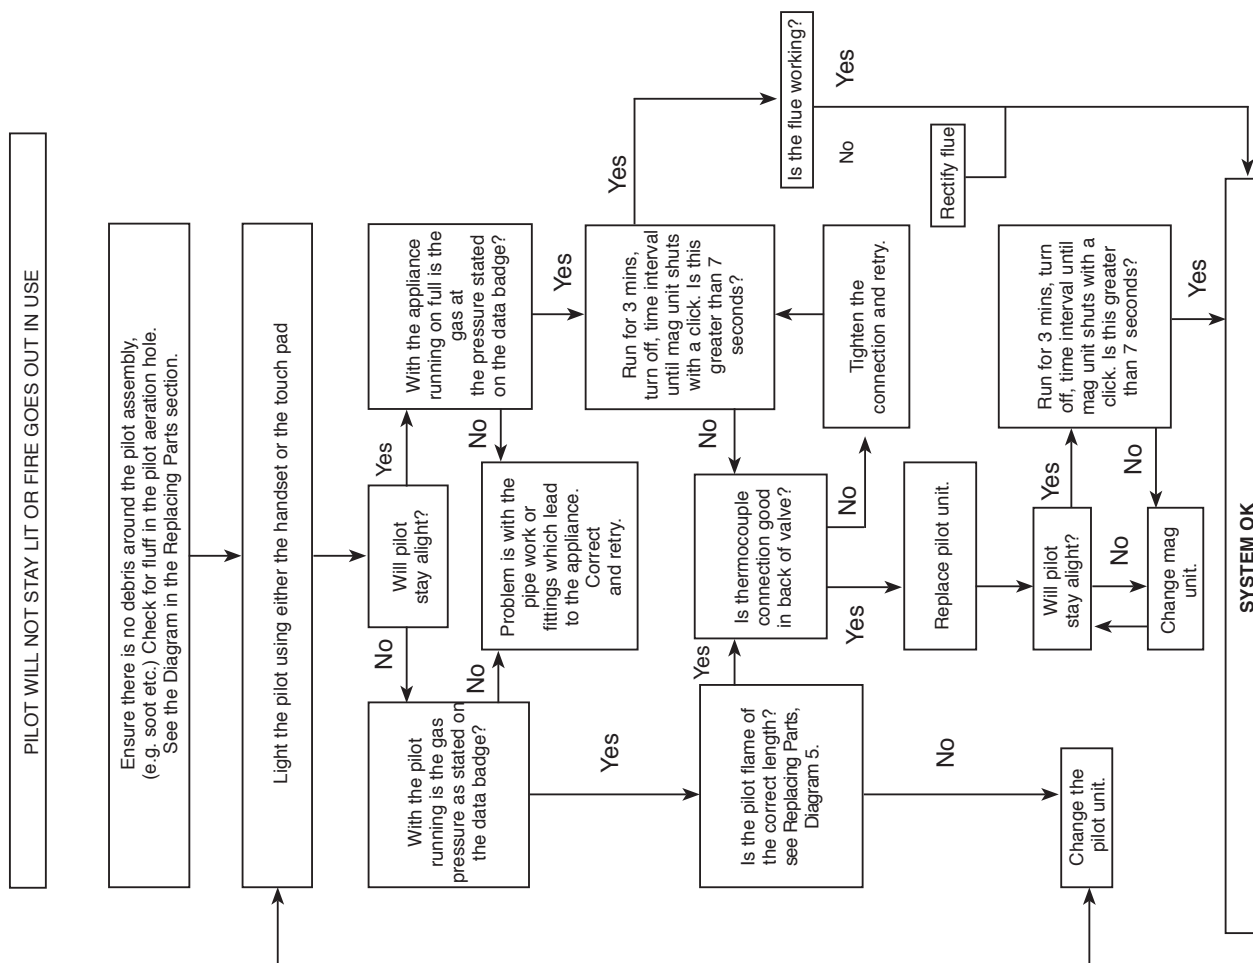 PILOT WILL NOT STAY LIT OR FIRE GOES OUT IN USE
Ensure there is no debris around the pilot assembly,
(e.g. soot etc.) Check for fluff in the pilot aeration hole.
See the Diagram in the Replacing Parts section.
Light the pilot using either the handset or the touch pad
Will pilot
stay alight?
No
Yes
With the pilot
running is the gas
pressure as stated on
the data badge?
No
Yes
With the appliance
running on full is the
gas at
the pressure stated
on the data badge?
No
Yes
Problem is with the
pipe work or
fittings which lead
to the appliance.
Correct
and retry.
Run for 3 mins,
turn off, time interval
until mag unit shuts
with a click. Is this
greater than 7
seconds?
No
Yes
Is the pilot flame of
the correct length?
see Replacing Parts,
Diagram 5.
Yes
No
Is thermocouple
connection good
in back of valve?
Yes
No
Tighten the
connection and retry.
Is the flue working?
No
Yes
Rectify flue
Replace pilot unit.
Will pilot
stay alight?
Yes
No
Run for 3 mins, turn
off, time interval until
mag unit shuts with a
click. Is this greater
than 7 seconds?
No
Yes
Change mag
unit.
Change the
pilot unit.
SYSTEM OK